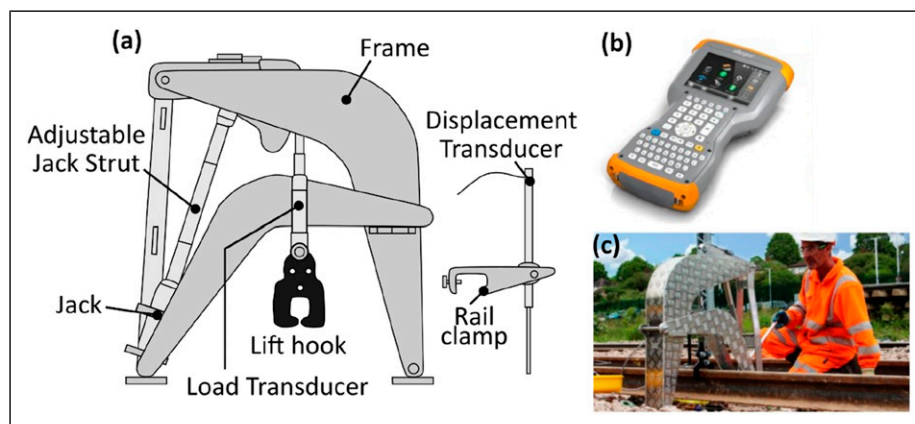 (a)
Frame
Adjustable
Jack Strut
Displacement
Transducer
Jack
Lift hook
Load Transducer
Rail
clamp
(b)
(c)